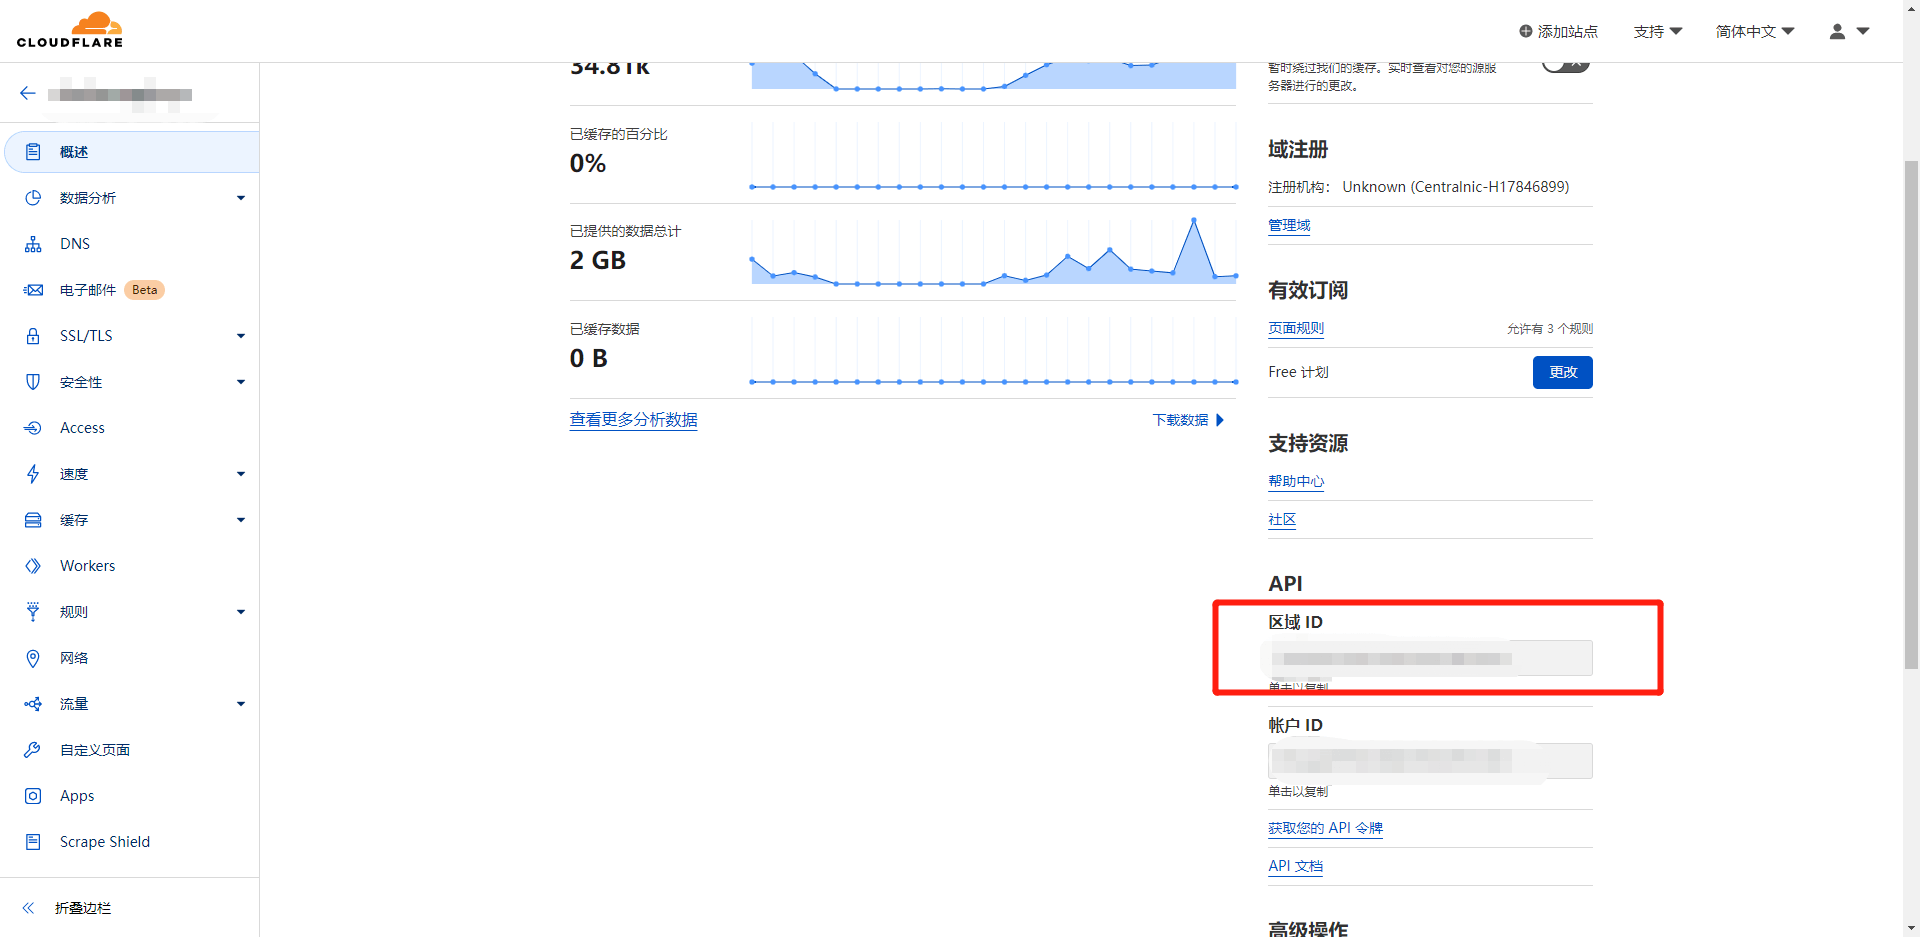 CLOUDFLARE
添加站点
支持
简体中文
概述
数据分析
DNS
电子邮件 Beta
SSL/TLS
安全性
Access
速度
缓存
Workers
规则
网络
流量
自定义页面
Apps
Scrape Shield
折叠边栏
34.81k
已缓存的百分比
0%
已提供的数据总计
2 GB
已缓存数据
0 B
查看更多分析数据
下载数据
暂时绕过我们的缓存。实时查看对您的源服
务器进行的更改。
域注册
注册机构： Unknown (Centralnic-H17846899)
管理域
有效订阅
页面规则
允许有 3 个规则
Free 计划
更改
支持资源
帮助中心
社区
API
区域 ID
单击以复制
帐户 ID
单击以复制
获取您的 API 令牌
API 文档
高级操作